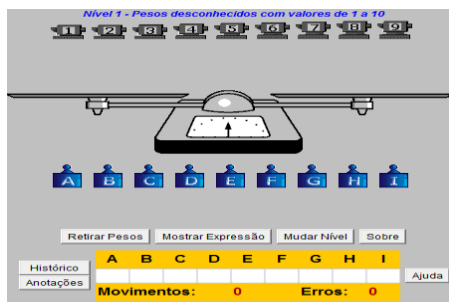 Nível 1 - Pesos desconhecidos com valores de 1 a 10
1 2 3 4 5 6 7 8 9
A B C D E F G H I
Retirar Pesos Mostrar Expressão Mudar Nível Sobre
Histórico
Anotações
A B C D E F G H I
Movimentos: 0 Erros: 0
Ajuda